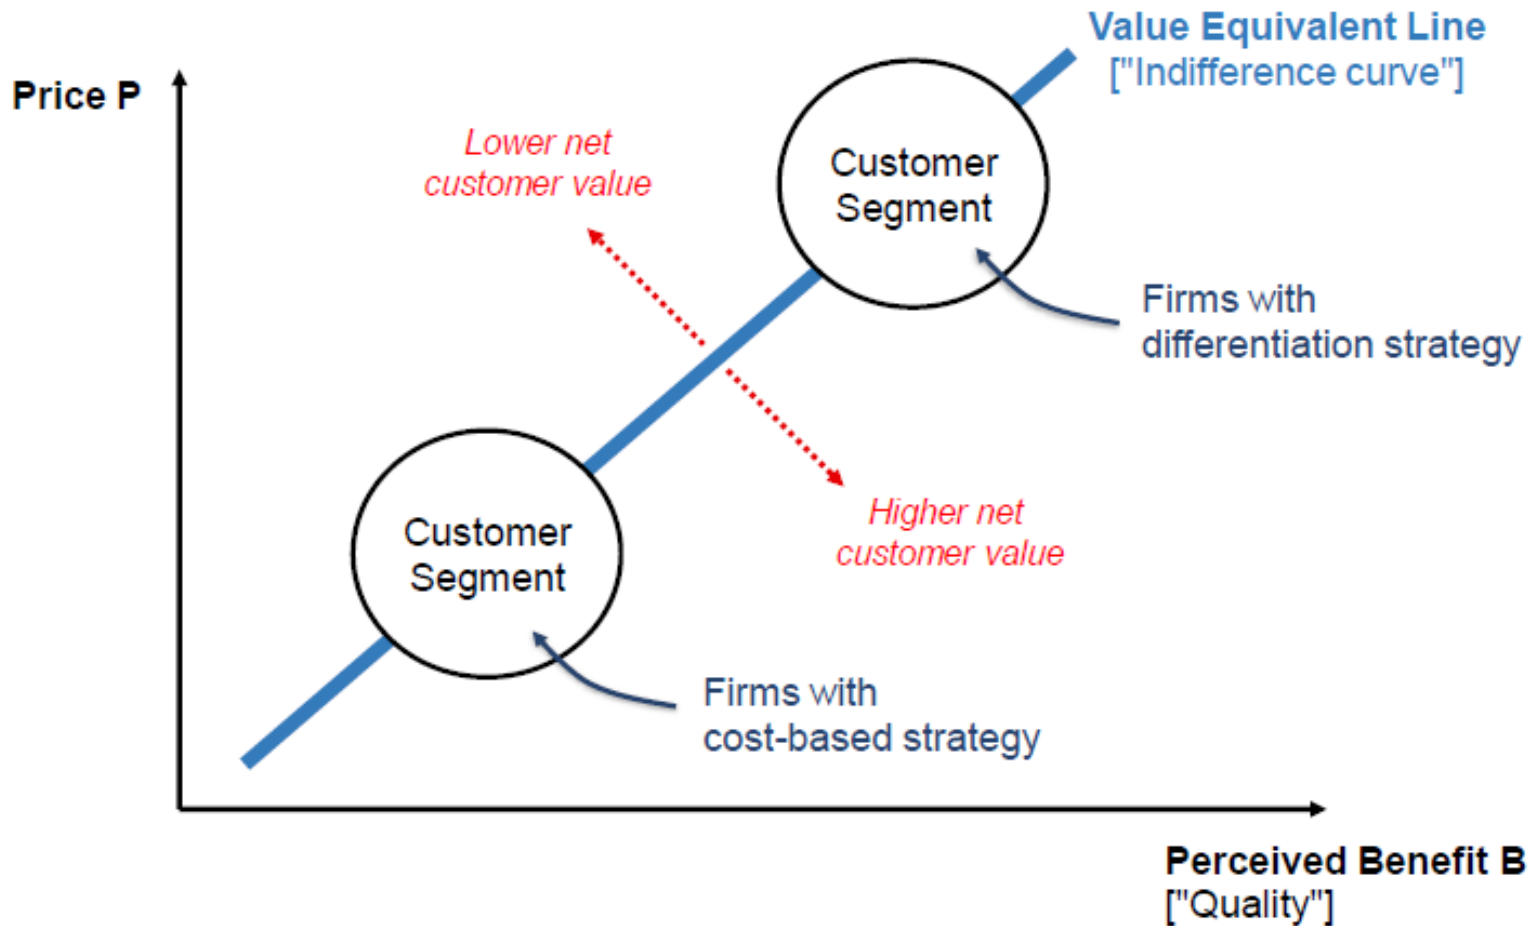 Value Equivalent Line
["Indifference curve"]
Price P
Lower net
customer value
Customer
Segment
Firms with
differentiation strategy
Higher net
customer value
Customer
Segment
Firms with
cost-based strategy
Perceived Benefit B
["Quality"]